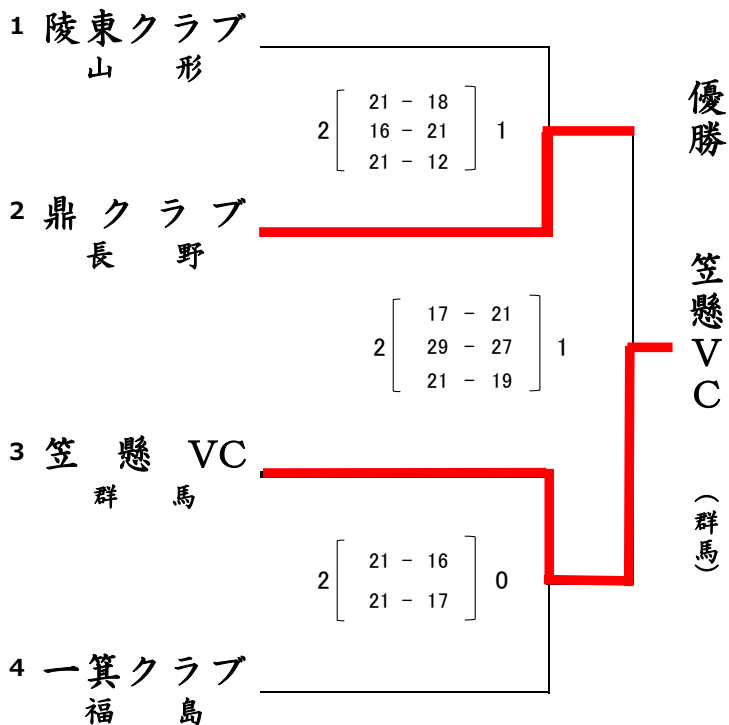 1 陵東クラブ
山 形
2 [ 21 - 18 ] 1
16 - 21
21 - 12
2 鼎クラブ
長 野
2 [ 17 - 21 ] 1
29 - 27
21 - 19
3 笠懸 VC
群 馬
2 [ 21 - 16 ] 0
21 - 17
4 一箕クラブ
福 島
優勝
笠懸VC
（群馬）